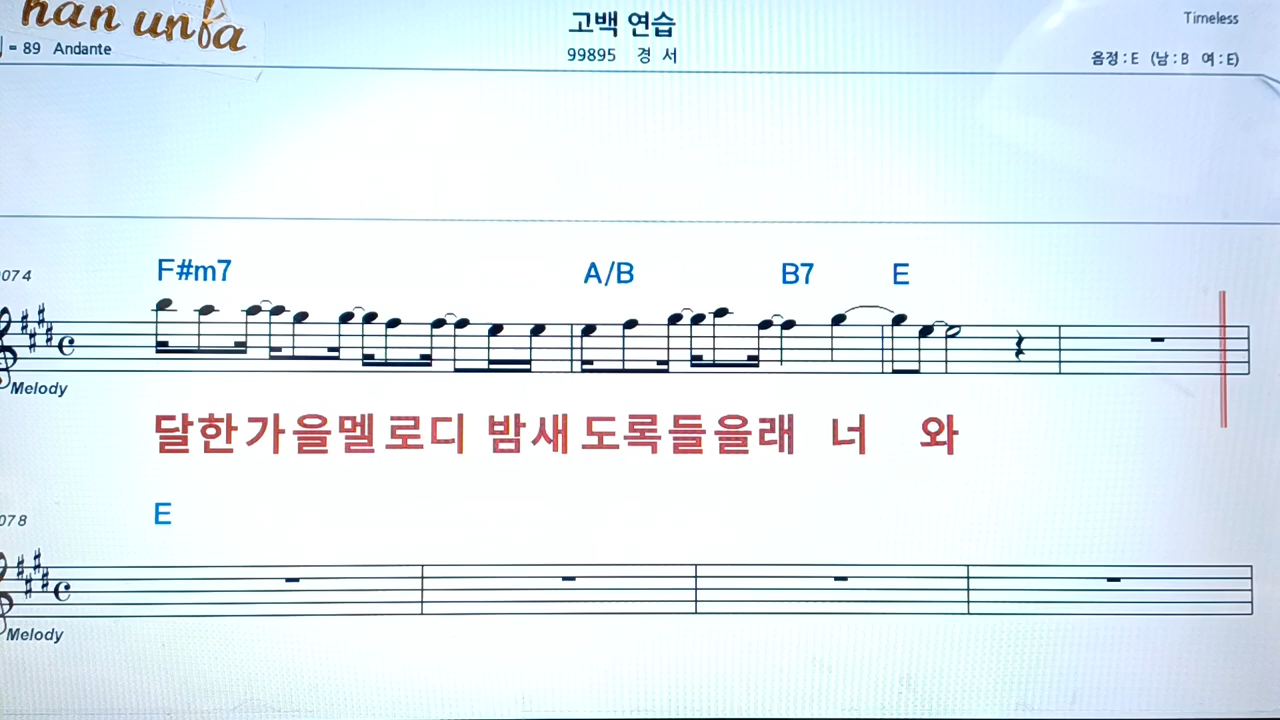 han unfa
고백 연습
Timeless
= 89 Andante
99895 경 서
음정 : E (남 : B 여 : E)
074
F#m7 A/B B7 E
Melody
달한가을멜로디 밤새도록들을래 너 와
078
E
Melody